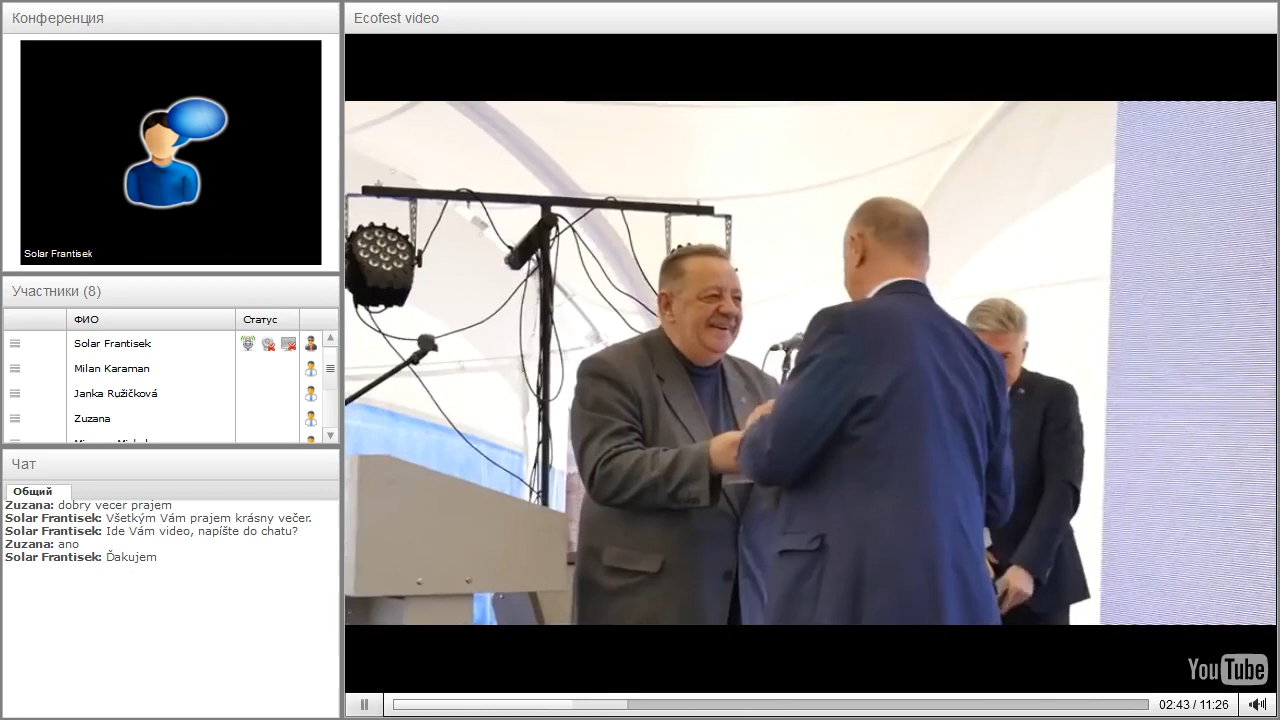 Конференция
Solar Frantisek
Участники (8)
ФИО
Статус
Solar Frantisek
Milan Karaman
Janka Ružičková
Zuzana
Чат
Общий
Zuzana: dobry vecer prajem
Solar Frantisek: Všetkým Vám prajem krásny večer.
Solar Frantisek: Ide Vám video, napíšte do chatu?
Zuzana: ano
Solar Frantisek: Ďakujem
Ecofest video
YouTube
02:43 / 11:26